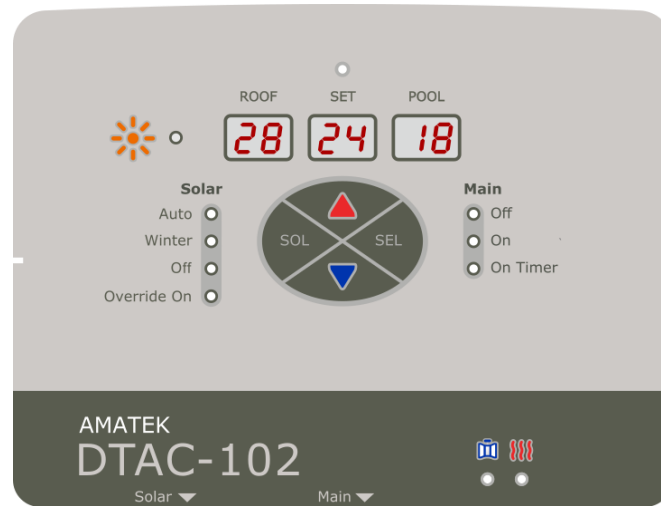 ROOF SET POOL
28 24 18
Solar
Main
Auto
Off
Winter
SOL
SEL
On
Off
On Timer
Override On
AMATEK
DTAC-102
Solar
Main